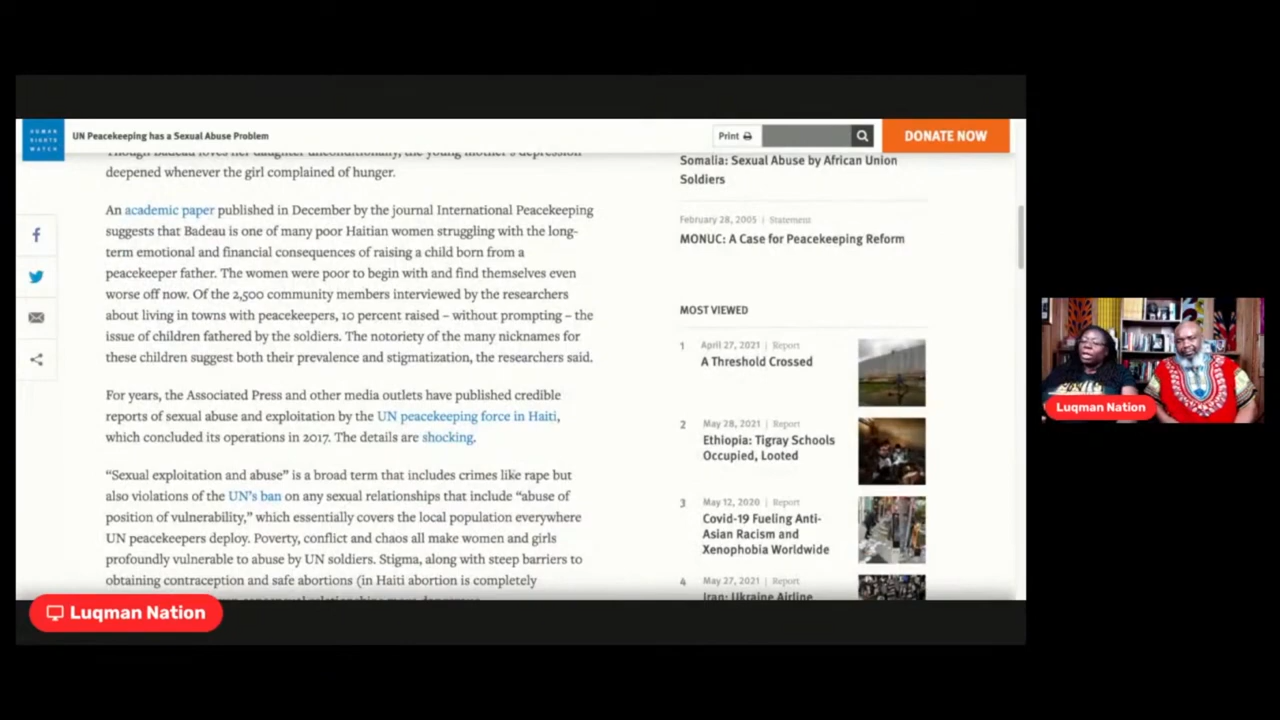 HUMAN
RIGHTS
WATCH
UN Peacekeeping has a Sexual Abuse Problem
Print
DONATE NOW
Though Badeau loves her daughter unconditionally, the young mother's depression
deepened whenever the girl complained of hunger.
An academic paper published in December by the journal International Peacekeeping
suggests that Badeau is one of many poor Haitian women struggling with the long-
term emotional and financial consequences of raising a child born from a
peacekeeper father. The women were poor to begin with and find themselves even
worse off now. Of the 2,500 community members interviewed by the researchers
about living in towns with peacekeepers, 10 percent raised – without prompting – the
issue of children fathered by the soldiers. The notoriety of the many nicknames for
these children suggest both their prevalence and stigmatization, the researchers said.
For years, the Associated Press and other media outlets have published credible
reports of sexual abuse and exploitation by the UN peacekeeping force in Haiti,
which concluded its operations in 2017. The details are shocking.
“Sexual exploitation and abuse” is a broad term that includes crimes like rape but
also violations of the UN's ban on any sexual relationships that include “abuse of
position of vulnerability,” which essentially covers the local population everywhere
UN peacekeepers deploy. Poverty, conflict and chaos all make women and girls
profoundly vulnerable to abuse by UN soldiers. Stigma, along with steep barriers to
obtaining contraception and safe abortions (in Haiti abortion is completely
Somalia: Sexual Abuse by African Union
Soldiers
February 28, 2005 | Statement
MONUC: A Case for Peacekeeping Reform
MOST VIEWED
1 April 27, 2021 | Report
A Threshold Crossed
2 May 28, 2021 | Report
Ethiopia: Tigray Schools
Occupied, Looted
3 May 12, 2020 | Report
Covid-19 Fueling Anti-
Asian Racism and
Xenophobia Worldwide
4 May 27, 2021 | Report
Iran: Ukraine Airline
Luqman Nation
Luqman Nation